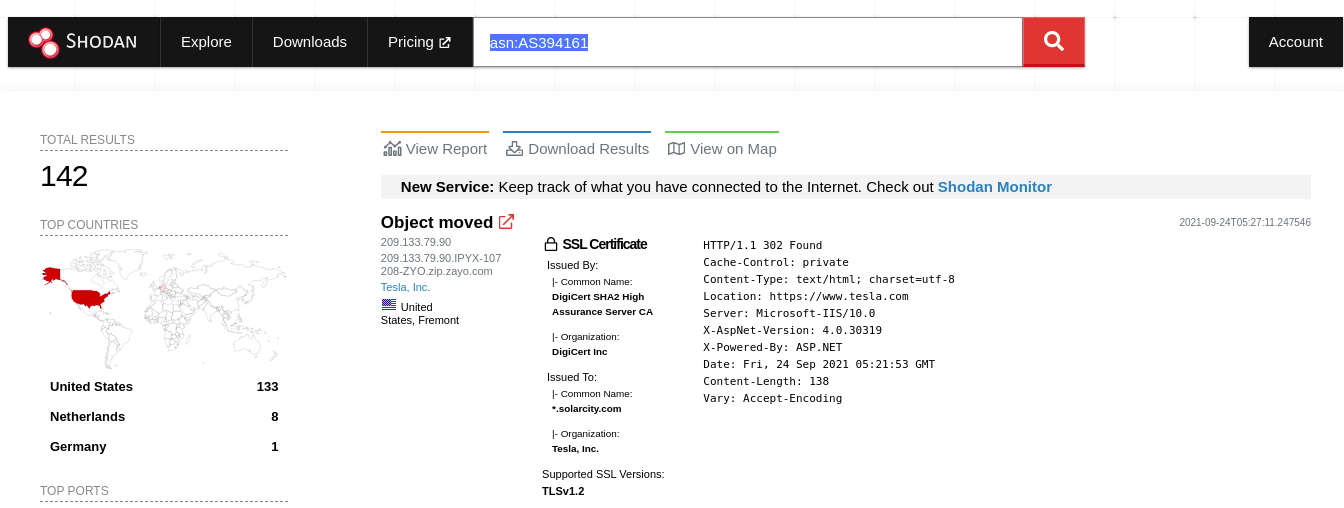 SHODAN Explore Downloads Pricing asn:AS394161 Account
TOTAL RESULTS
142
TOP COUNTRIES
United States 133
Netherlands 8
Germany 1
TOP PORTS
View Report Download Results View on Map
New Service: Keep track of what you have connected to the Internet. Check out Shodan Monitor
Object moved
2021-09-24T05:27:11.247546
209.133.79.90
209.133.79.90.IPYX-107
208-ZYO.zip.zayo.com
Tesla, Inc.
United
States, Fremont
SSL Certificate
Issued By:
|- Common Name:
DigiCert SHA2 High
Assurance Server CA
|- Organization:
DigiCert Inc
Issued To:
|- Common Name:
*.solarcity.com
|- Organization:
Tesla, Inc.
Supported SSL Versions:
TLSv1.2
HTTP/1.1 302 Found
Cache-Control: private
Content-Type: text/html; charset=utf-8
Location: https://www.tesla.com
Server: Microsoft-IIS/10.0
X-AspNet-Version: 4.0.30319
X-Powered-By: ASP.NET
Date: Fri, 24 Sep 2021 05:21:53 GMT
Content-Length: 138
Vary: Accept-Encoding